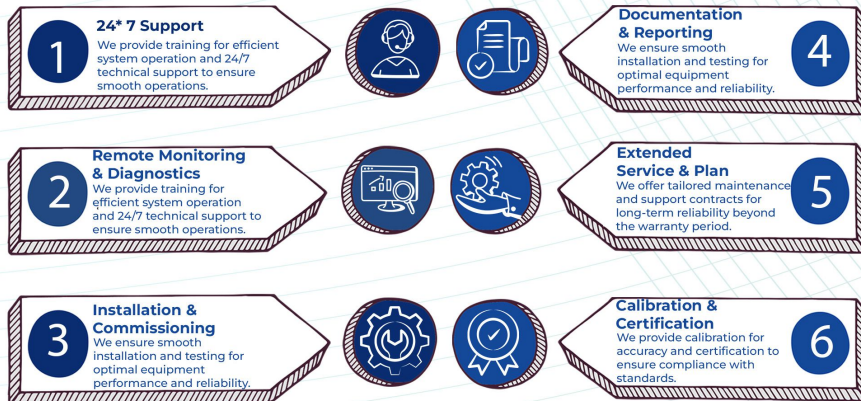 1
24* 7 Support
We provide training for efficient
system operation and 24/7
technical support to ensure
smooth operations.
2
Remote Monitoring
& Diagnostics
We provide training for
efficient system operation
and 24/7 technical support to
ensure smooth operations.
3
Installation &
Commissioning
We ensure smooth
installation and testing for
optimal equipment
performance and reliability.
Documentation
& Reporting
We ensure smooth
installation and testing for
optimal equipment
performance and reliability.
4
Extended
Service & Plan
We offer tailored maintenance
and support contracts for
long-term reliability beyond
the warranty period.
5
Calibration &
Certification
We provide calibration for
accuracy and certification to
ensure compliance with
standards.
6